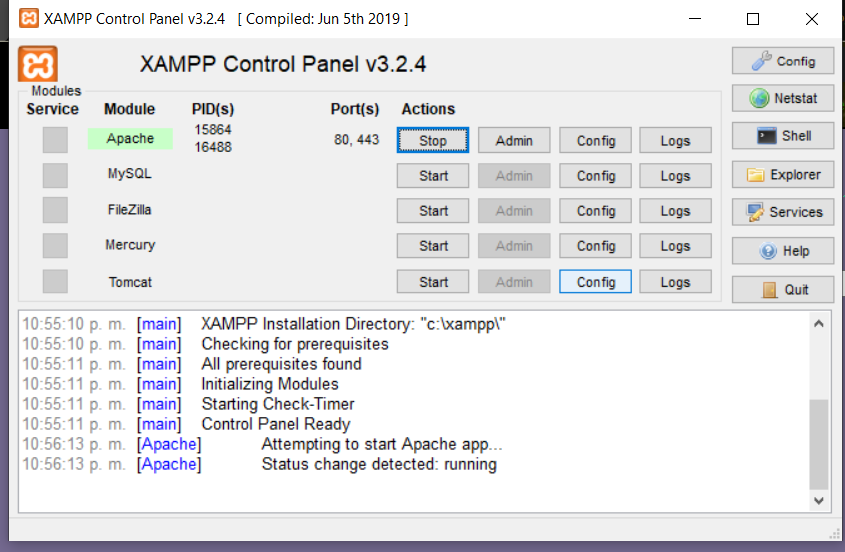 XAMPP Control Panel v3.2.4 [ Compiled: Jun 5th 2019 ]
XAMPP Control Panel v3.2.4
Config
Modules
Service Module PID(s) Port(s) Actions
Netstat
Apache 15864 16488 80, 443 Stop Admin Config Logs
Shell
MySQL Start Admin Config Logs
Explorer
FileZilla Start Admin Config Logs
Services
Mercury Start Admin Config Logs
Help
Tomcat Start Admin Config Logs
Quit
10:55:10 p. m. [main] XAMPP Installation Directory: "c:\xampp\"
10:55:10 p. m. [main] Checking for prerequisites
10:55:11 p. m. [main] All prerequisites found
10:55:11 p. m. [main] Initializing Modules
10:55:11 p. m. [main] Starting Check-Timer
10:55:11 p. m. [main] Control Panel Ready
10:56:13 p. m. [Apache] Attempting to start Apache app...
10:56:13 p. m. [Apache] Status change detected: running